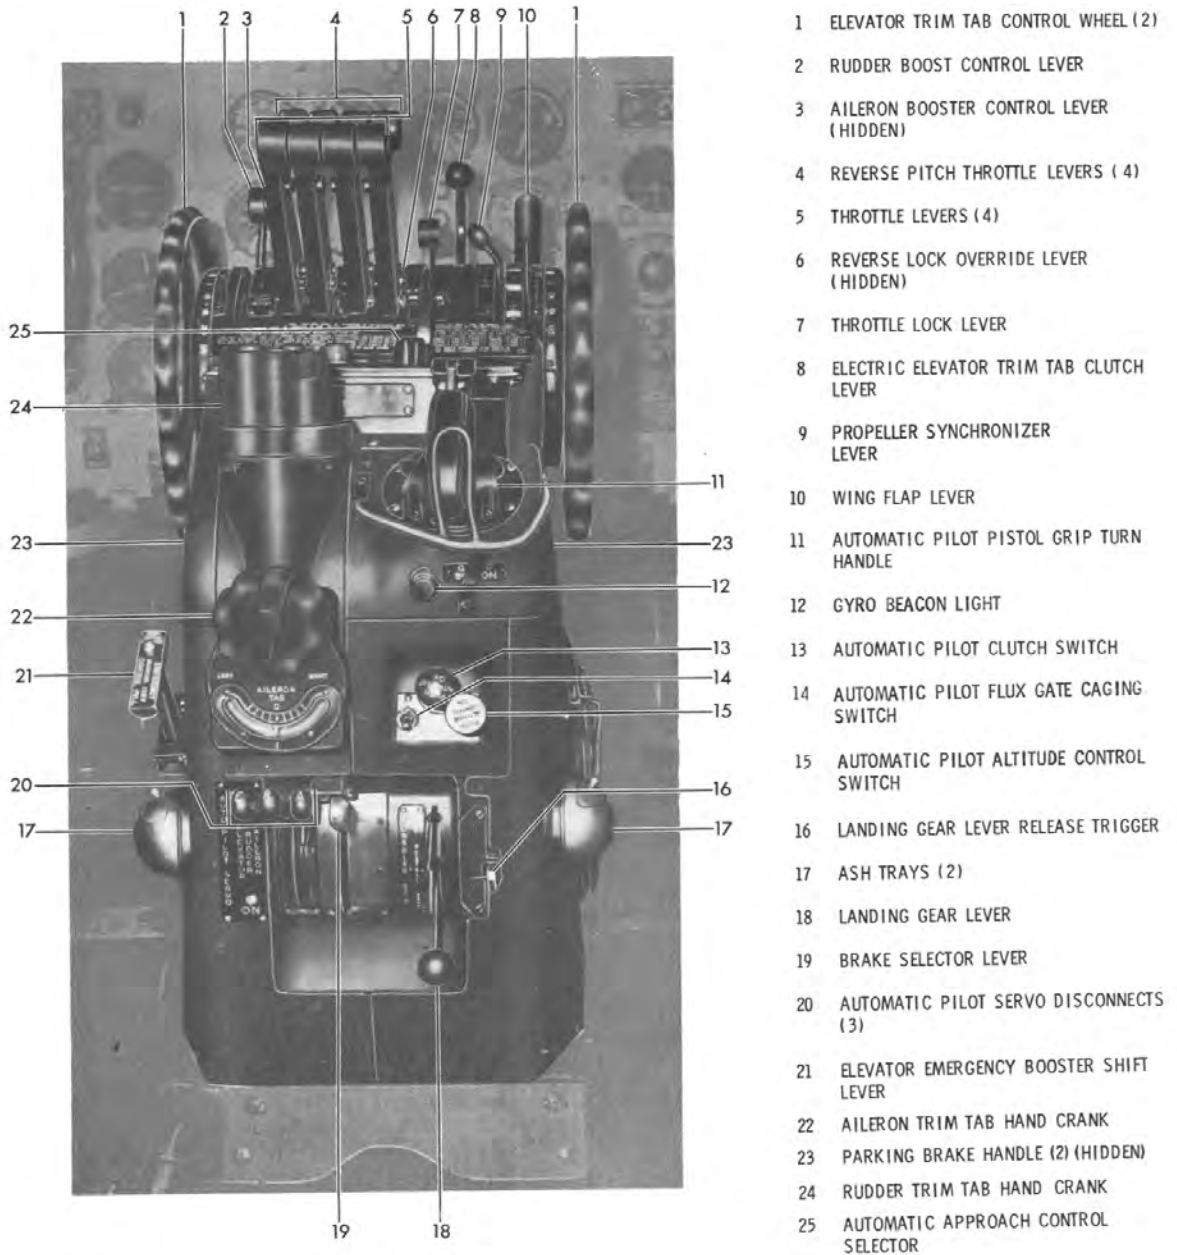 1 2 3 4 5 6 7 8 9 10 1
25
24
11
23 23
12
22
13
21
14
15
20
16
17 17
19 18
LEFT RIGHT
AILERON
TAB
0
ON
RUDDER
AILERON
ON
1 ELEVATOR TRIM TAB CONTROL WHEEL (2)
2 RUDDER BOOST CONTROL LEVER
3 AILERON BOOSTER CONTROL LEVER
(HIDDEN)
4 REVERSE PITCH THROTTLE LEVERS (4)
5 THROTTLE LEVERS (4)
6 REVERSE LOCK OVERRIDE LEVER
(HIDDEN)
7 THROTTLE LOCK LEVER
8 ELECTRIC ELEVATOR TRIM TAB CLUTCH
LEVER
9 PROPELLER SYNCHRONIZER
LEVER
10 WING FLAP LEVER
11 AUTOMATIC PILOT PISTOL GRIP TURN
HANDLE
12 GYRO BEACON LIGHT
13 AUTOMATIC PILOT CLUTCH SWITCH
14 AUTOMATIC PILOT FLUX GATE CAGING
SWITCH
15 AUTOMATIC PILOT ALTITUDE CONTROL
SWITCH
16 LANDING GEAR LEVER RELEASE TRIGGER
17 ASH TRAYS (2)
18 LANDING GEAR LEVER
19 BRAKE SELECTOR LEVER
20 AUTOMATIC PILOT SERVO DISCONNECTS
(3)
21 ELEVATOR EMERGENCY BOOSTER SHIFT
LEVER
22 AILERON TRIM TAB HAND CRANK
23 PARKING BRAKE HANDLE (2) (HIDDEN)
24 RUDDER TRIM TAB HAND CRANK
25 AUTOMATIC APPROACH CONTROL
SELECTOR